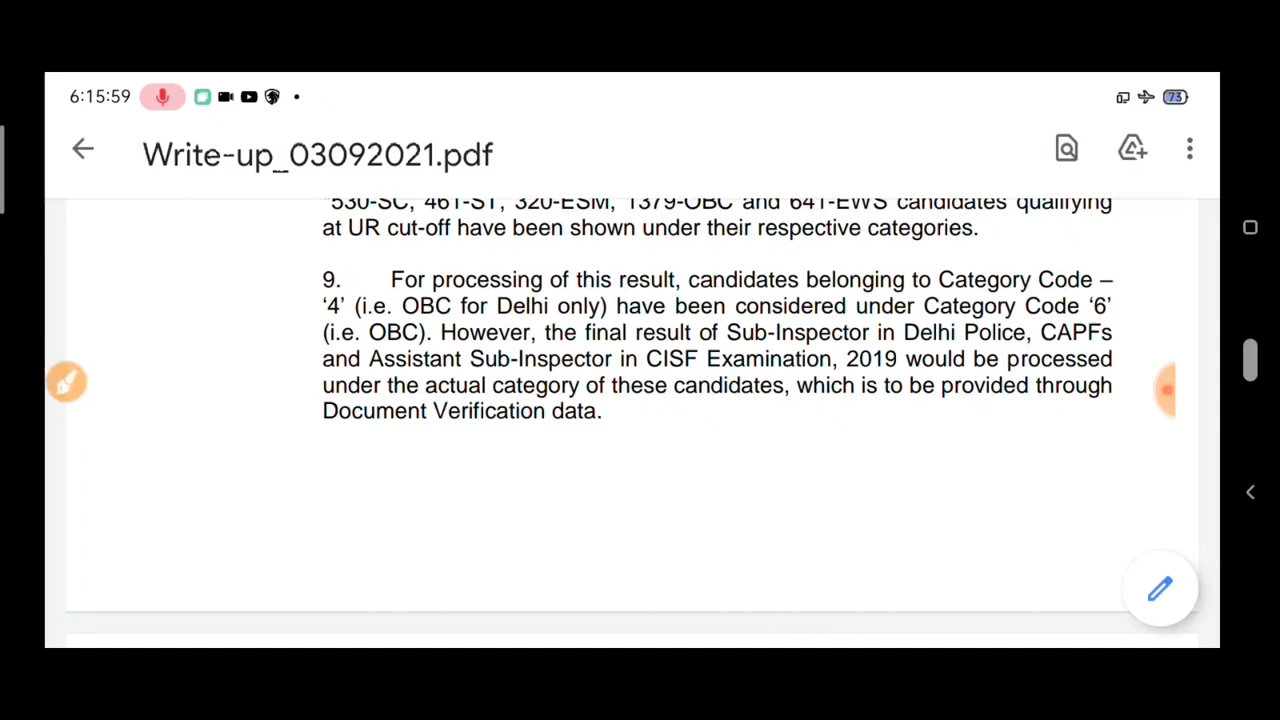 6:15:59
73
Write-up_03092021.pdf
*530-SC, 461-ST, 320-ESM, 1379-OBC and 641-EWS candidates qualifying
at UR cut-off have been shown under their respective categories.
9. For processing of this result, candidates belonging to Category Code –
‘4’ (i.e. OBC for Delhi only) have been considered under Category Code ‘6’
(i.e. OBC). However, the final result of Sub-Inspector in Delhi Police, CAPFs
and Assistant Sub-Inspector in CISF Examination, 2019 would be processed
under the actual category of these candidates, which is to be provided through
Document Verification data.